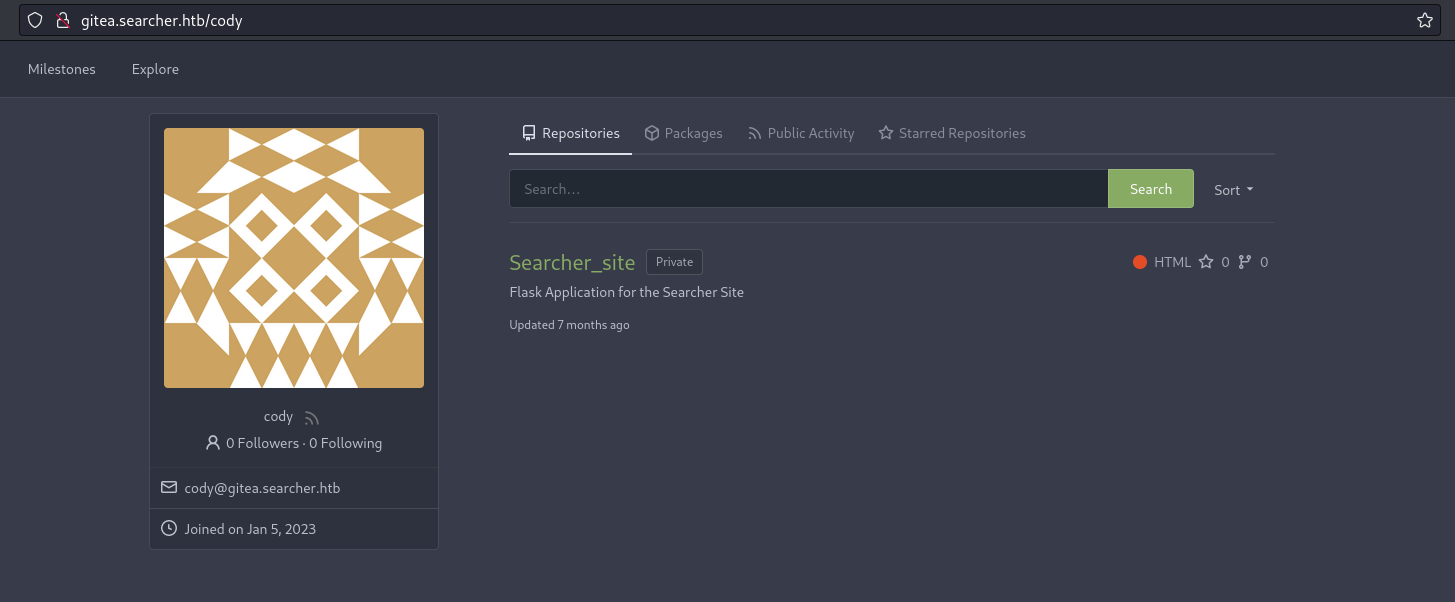 gitea.searcher.htb/cody
Milestones Explore
Repositories Packages Public Activity Starred Repositories
Search... Search Sort
Searcher_site Private HTML 0 0
Flask Application for the Searcher Site
Updated 7 months ago
cody
0 Followers · 0 Following
cody@gitea.searcher.htb
Joined on Jan 5, 2023